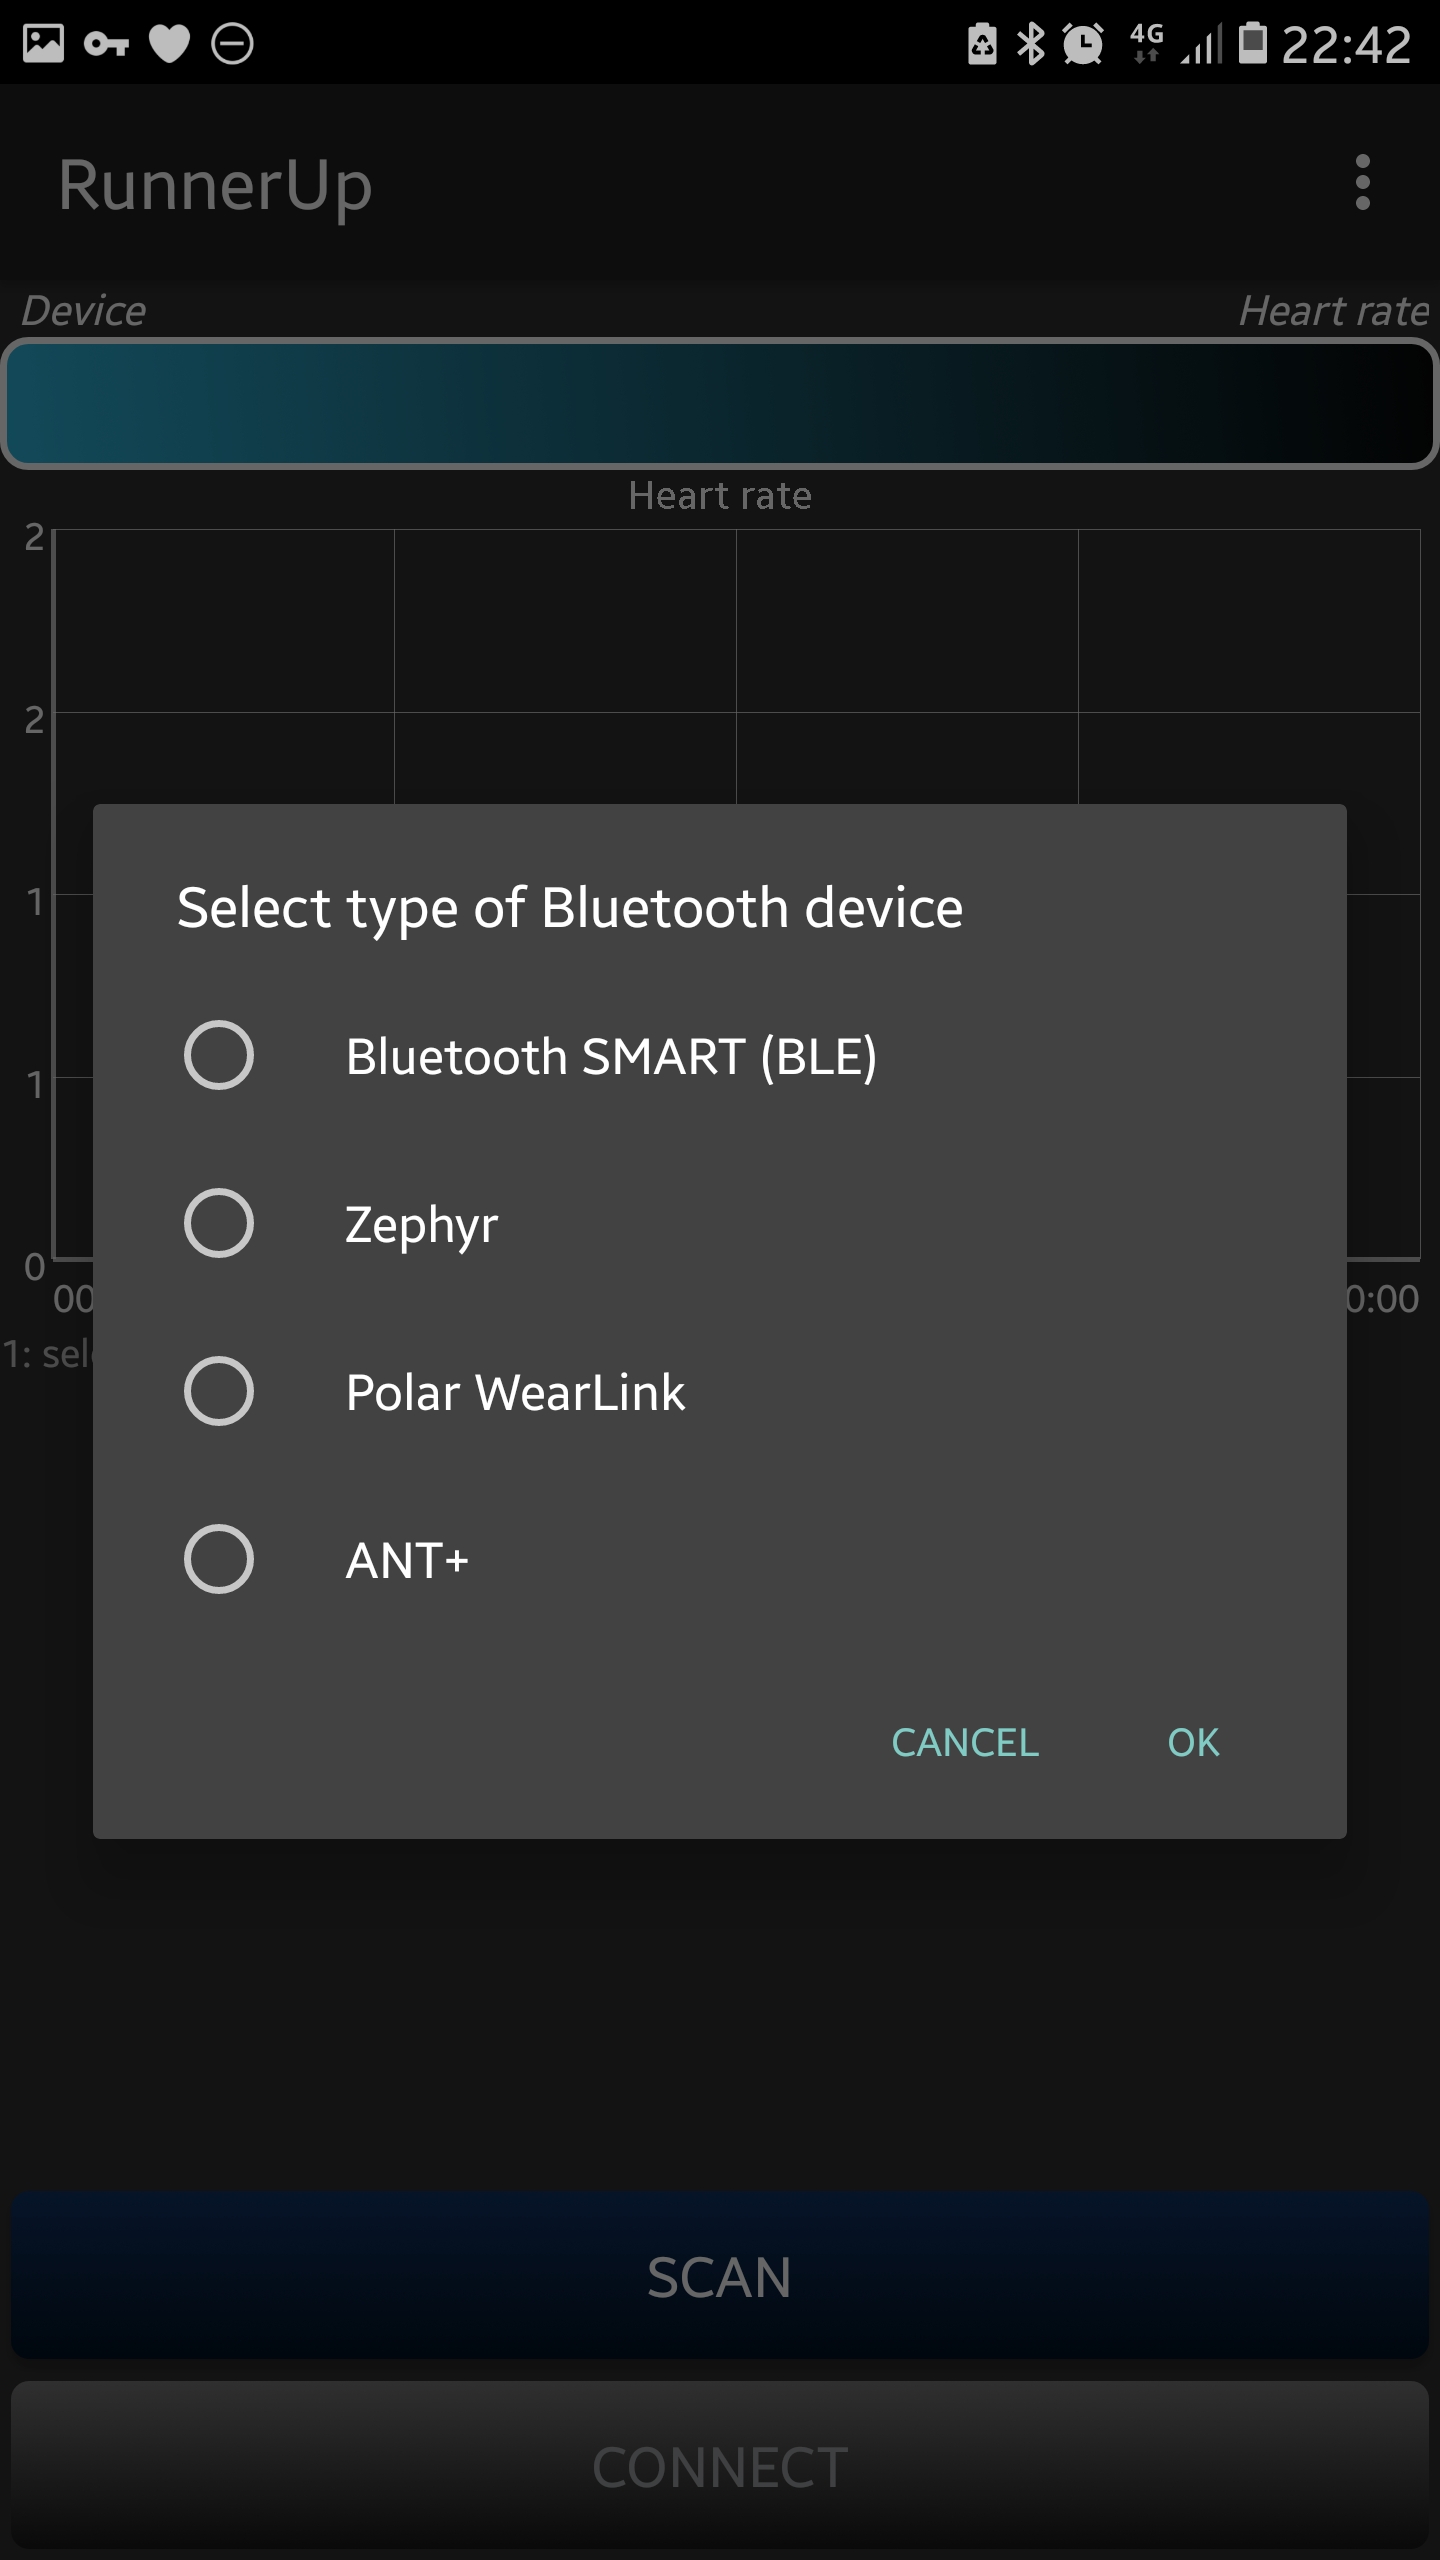 4G 22:42
RunnerUp
Device Heart rate
Heart rate
2
2
1
1
0
Select type of Bluetooth device
Bluetooth SMART (BLE)
Zephyr
Polar WearLink
ANT+
CANCEL OK
00 0:00
1: sel
SCAN
CONNECT